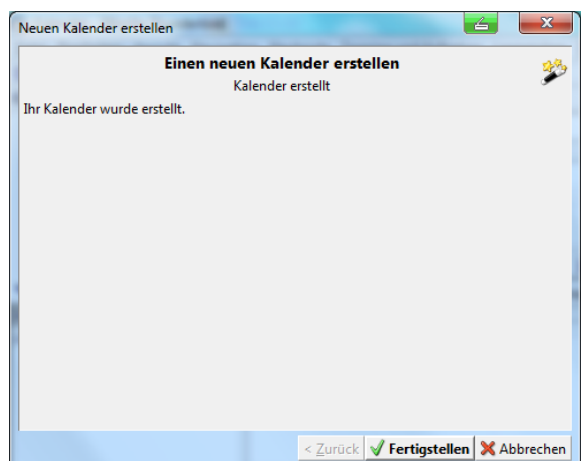 Neuen Kalender erstellen
Einen neuen Kalender erstellen
Kalender erstellt
Ihr Kalender wurde erstellt.
< Zurück Fertigstellen Abbrechen